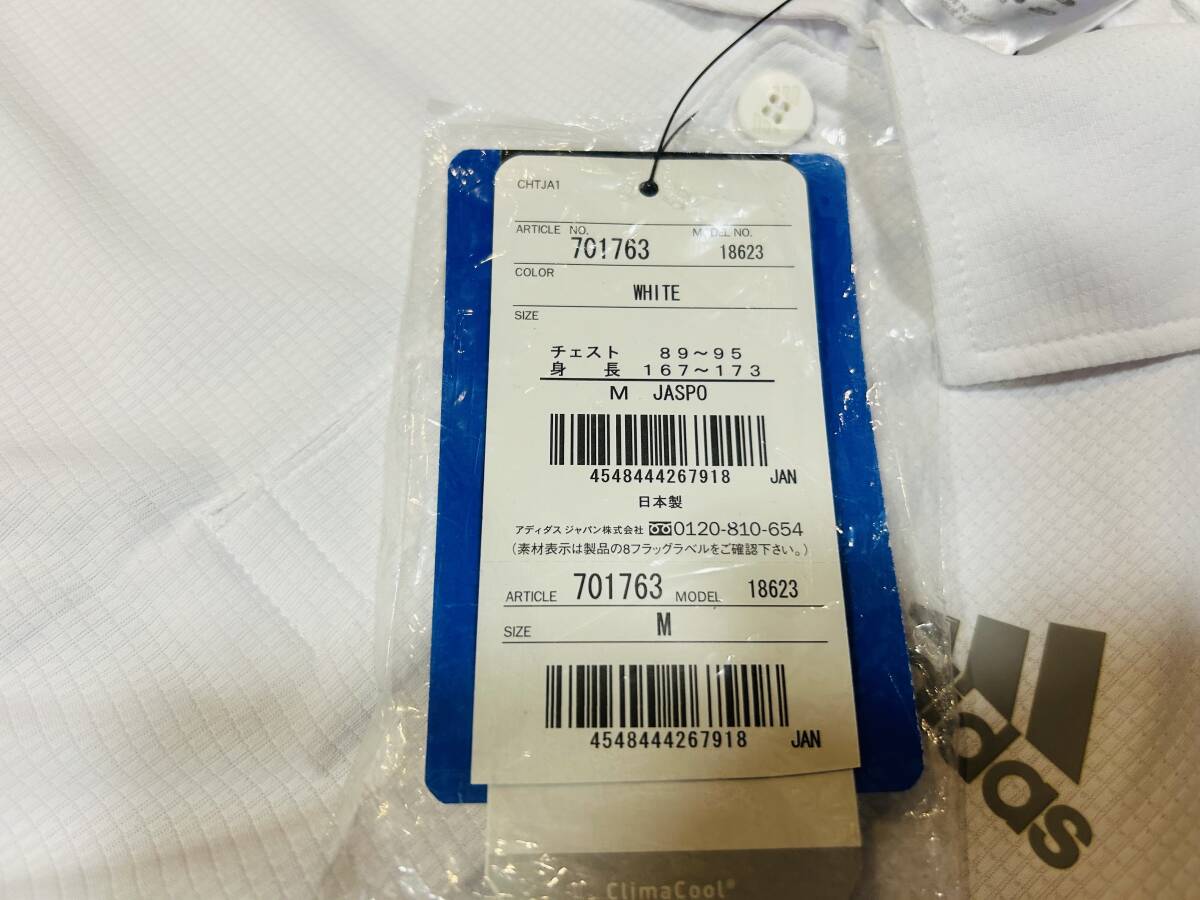 CHTJA1
ARTICLE NO. MODEL NO.
701763 18623
COLOR
WHITE
SIZE
チェスト 89～95
身長 167～173
M JASPO
4548444267918 JAN
日本製
アディダス ジャパン株式会社 0120-810-654
（素材表示は製品の8フラッグラベルをご確認下さい。）
ARTICLE 701763 MODEL 18623
SIZE M
4548444267918 JAN
ClimaCool®
adidas